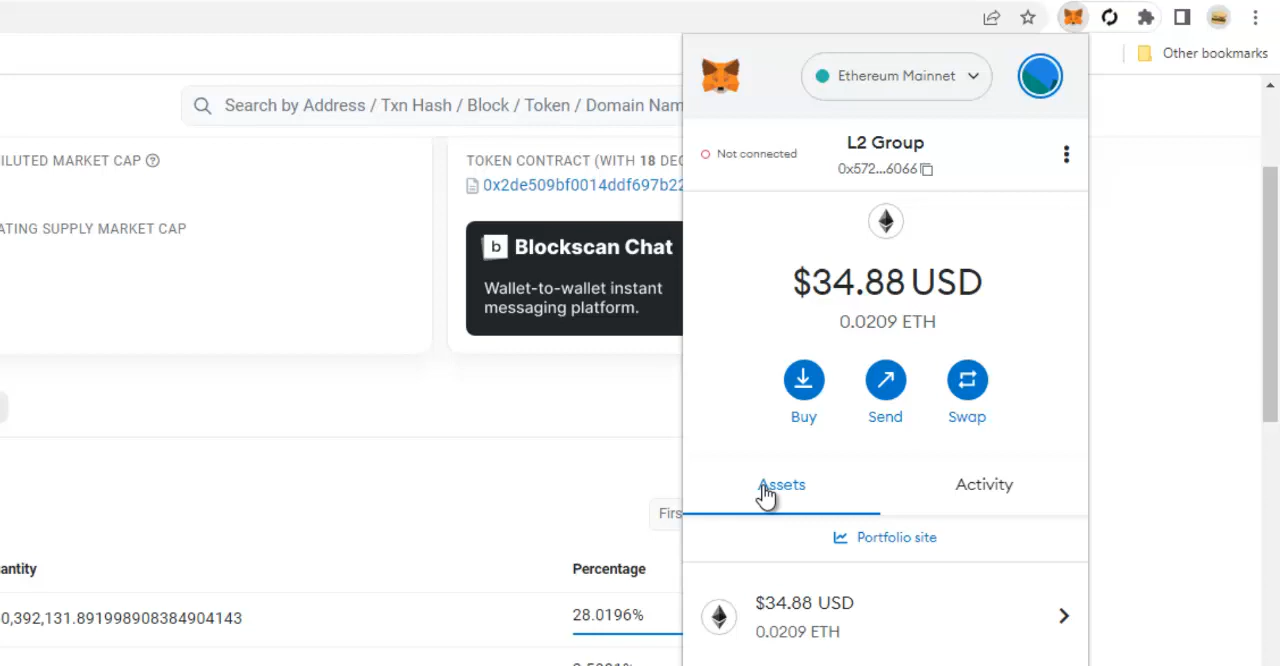 Other bookmarks
Search by Address / Txn Hash / Block / Token / Domain Nam
ILUTED MARKET CAP
ATING SUPPLY MARKET CAP
TOKEN CONTRACT (WITH 18 DEC
0x2de509bf0014ddf697b22
b Blockscan Chat
Wallet-to-wallet instant
messaging platform.
Firs
antity
Percentage
0,392,131.891998908384904143
28.0196%
Ethereum Mainnet
Not connected
L2 Group
0x572...6066
$34.88 USD
0.0209 ETH
Buy
Send
Swap
Assets
Activity
Portfolio site
$34.88 USD
0.0209 ETH